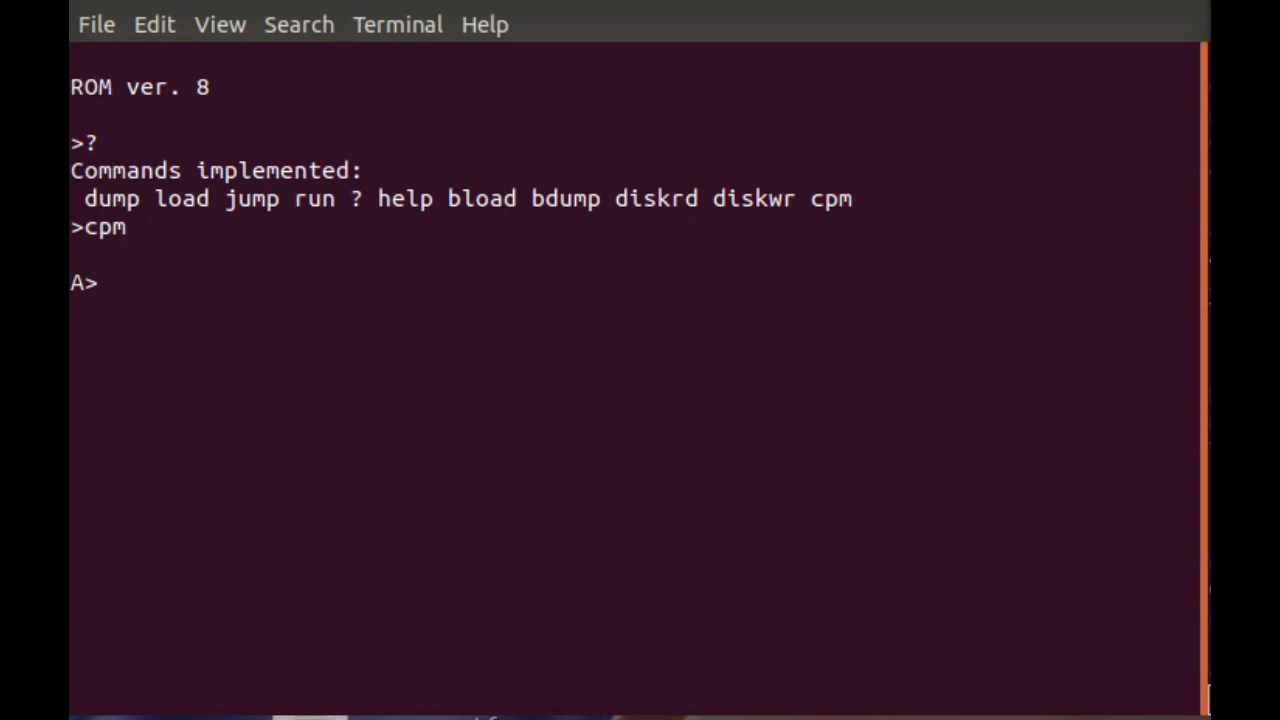 File Edit View Search Terminal Help
ROM ver. 8
>?
Commands implemented:
dump load jump run ? help bload bdump diskrd diskwr cpm
>cpm
A>